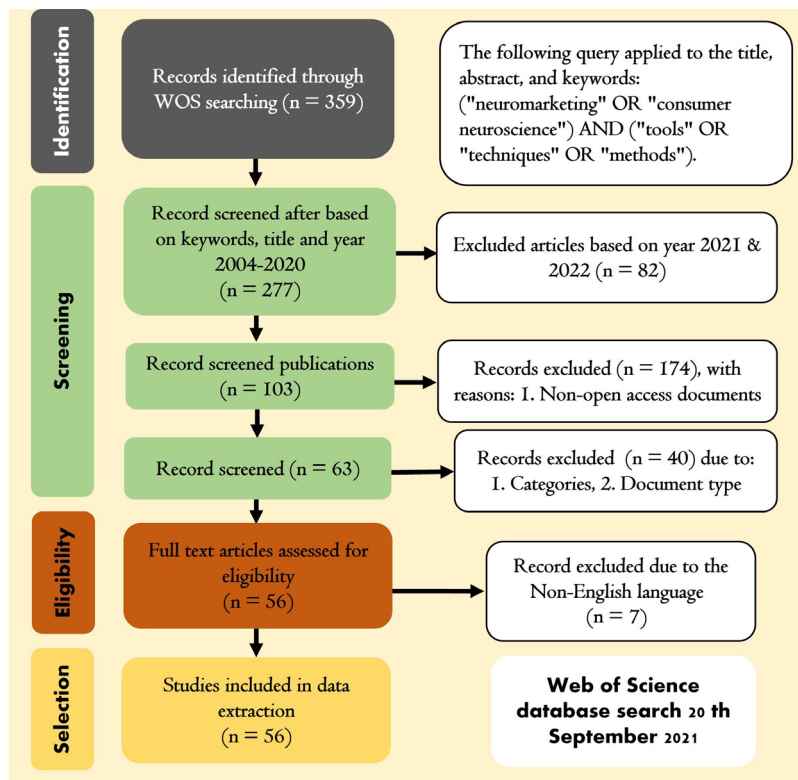 Identification
Records identified through
WOS searching (n = 359)
The following query applied to the title,
abstract, and keywords:
("neuromarketing" OR "consumer
neuroscience") AND ("tools" OR
"techniques" OR "methods").
Screening
Record screened after based
on keywords, title and year
2004-2020
(n = 277)
Excluded articles based on year 2021 &
2022 (n = 82)
Record screened publications
(n = 103)
Records excluded (n = 174), with
reasons: 1. Non-open access documents
Record screened (n = 63)
Records excluded (n = 40) due to:
1. Categories, 2. Document type
Eligibility
Full text articles assessed for
eligibility
(n = 56)
Record excluded due to the
Non-English language
(n = 7)
Selection
Studies included in data
extraction
(n = 56)
Web of Science
database search 20 th
September 2021